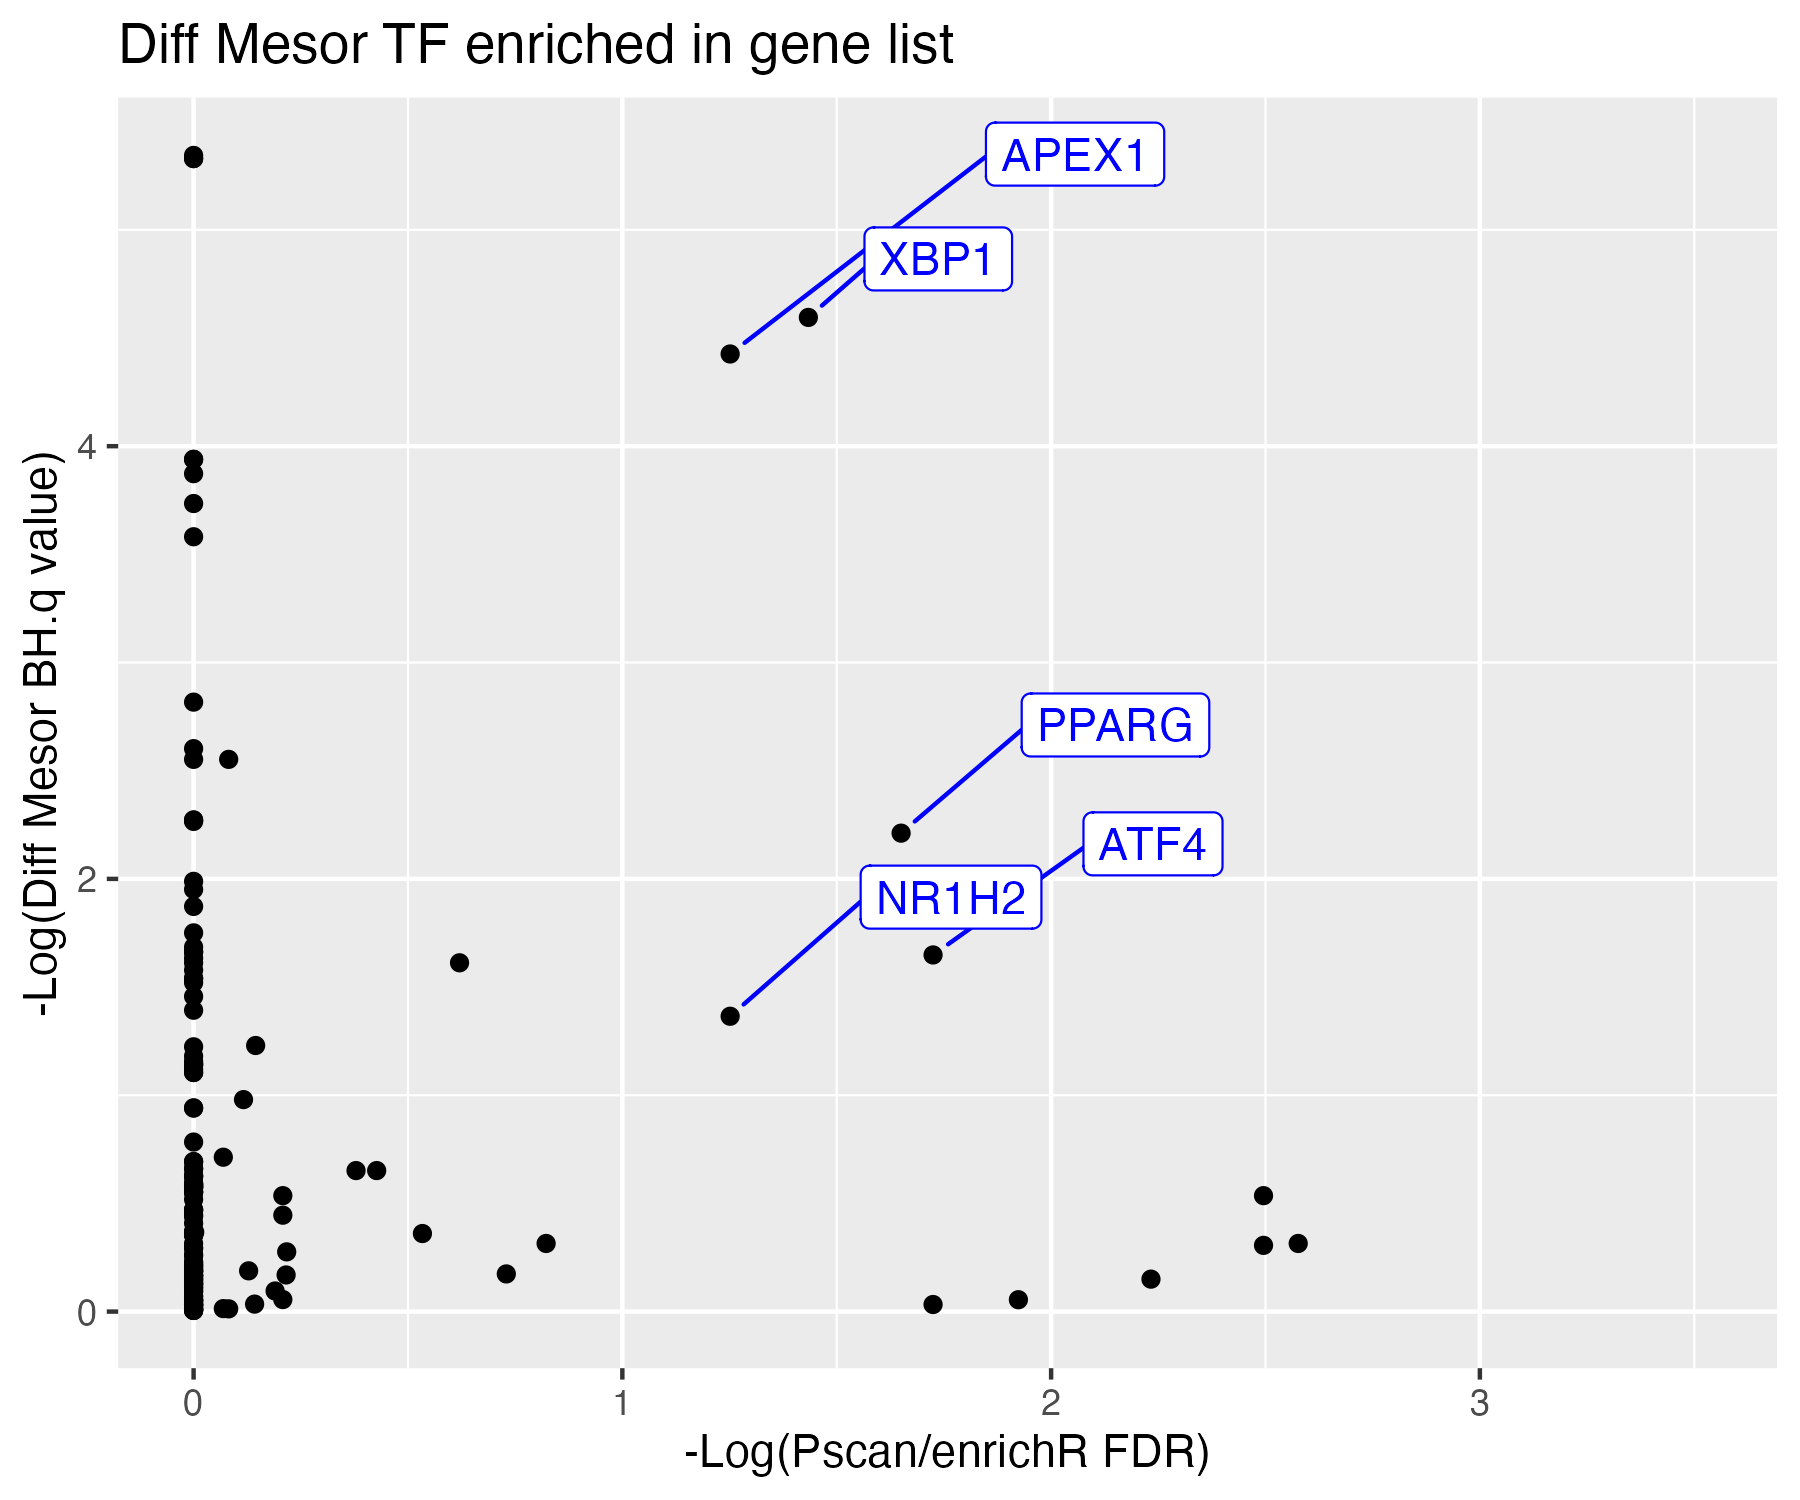 Diff Mesor TF enriched in gene list
APEX1
XBP1
PPARG
ATF4
NR1H2
-Log(Diff Mesor BH.q value)
4
2
0
0 1 2 3
-Log(Pscan/enrichR FDR)